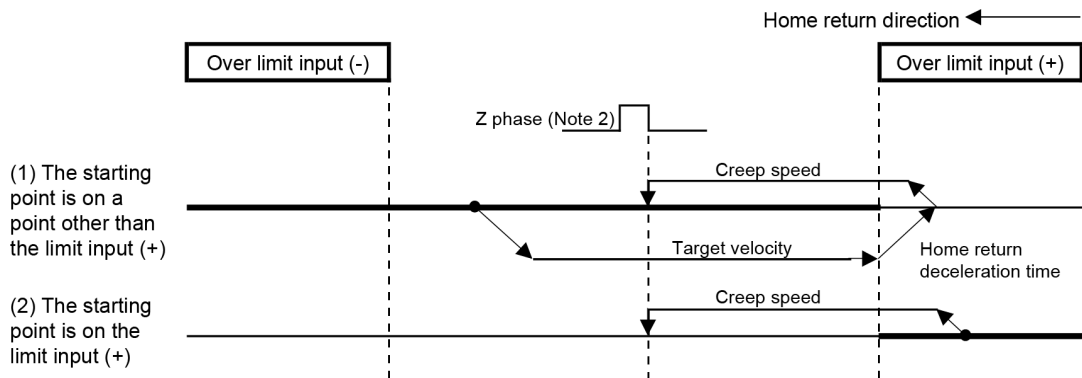 Home return direction
Over limit input (-)
Over limit input (+)
Z phase (Note 2)
(1) The starting
point is on a
point other than
the limit input (+)
Creep speed
Target velocity
Home return
deceleration time
(2) The starting
point is on the
limit input (+)
Creep speed